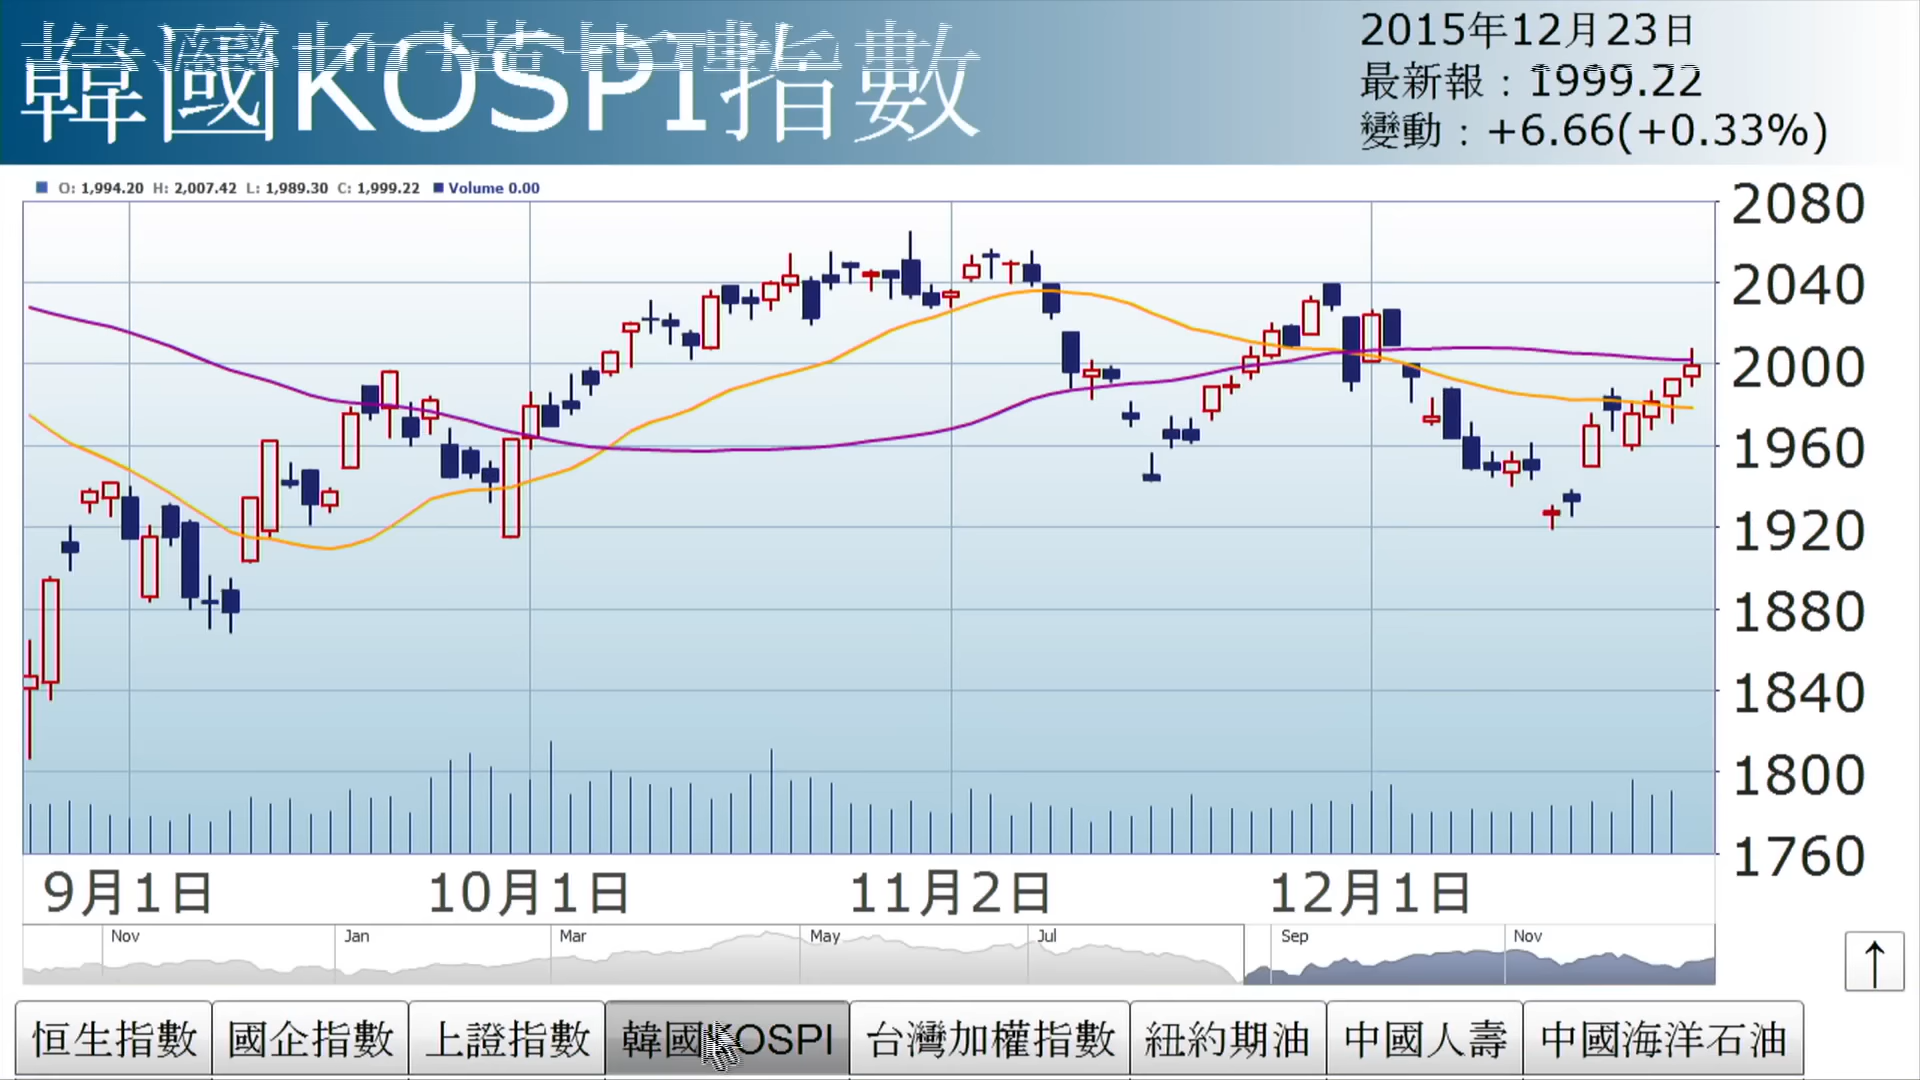 韓國KOSPI指數
2015年12月23日
最新報：1999.22
變動：+6.66(+0.33%)
O: 1,994.20 H: 2,007.42 L: 1,989.30 C: 1,999.22 Volume 0.00
2080
2040
2000
1960
1920
1880
1840
1800
1760
9月1日 10月1日 11月2日 12月1日
Nov Jan Mar May Jul Sep Nov
↑
恒生指數 國企指數 上證指數 韓國KOSPI 台灣加權指數 紐約期油 中國人壽 中國海洋石油